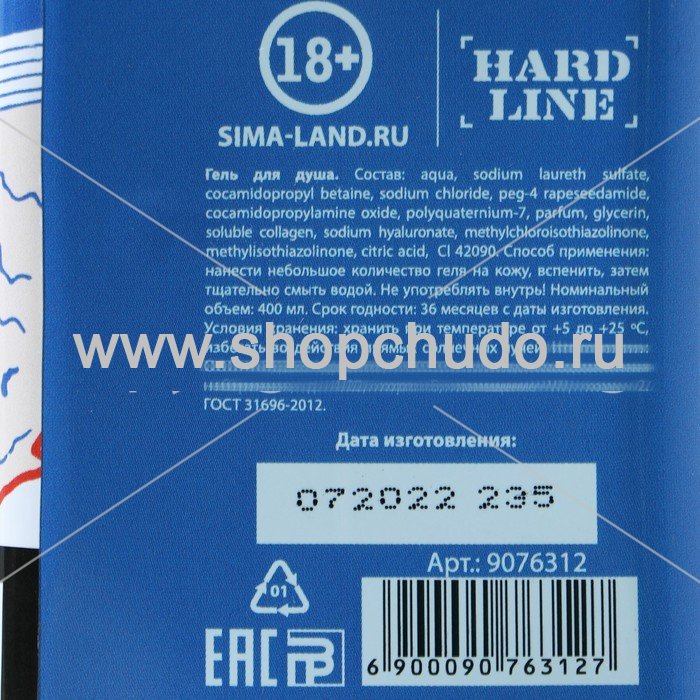 18+
SIMA-LAND.RU
HARD
LINE
Гель для душа. Состав: aqua, sodium laureth sulfate,
cocamidopropyl betaine, sodium chloride, peg-4 rapeseedamide,
cocamidopropylamine oxide, polyquaternium-7, parfum, glycerin,
soluble collagen, sodium hyaluronate, methylchloroisothiazolinone,
methylisothiazolinone, citric acid, CI 42090. Способ применения:
нанести небольшое количество геля на кожу, вспенить, затем
тщательно смыть водой. Не употреблять внутрь! Номинальный
объем: 400 мл. Срок годности: 36 месяцев с даты изготовления.
Условия хранения: хранить при температуре от +5 до +25 °C,
www.shopchudo.ru
ГОСТ 31696-2012.
Дата изготовления:
072022 235
Арт.: 9076312
01
EAC
6 900090 763127